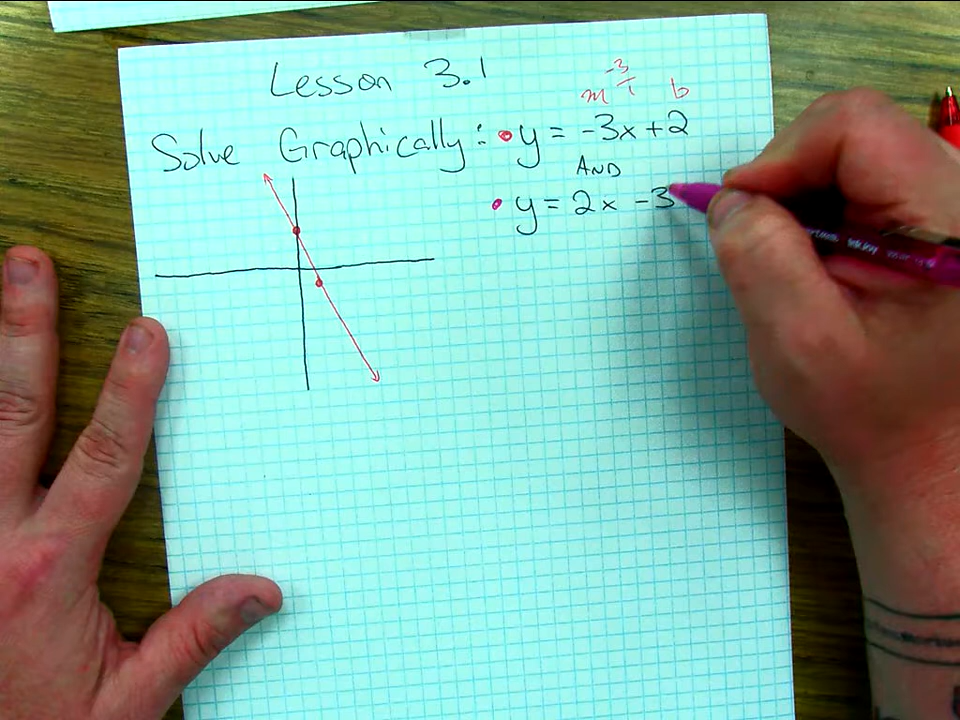 Lesson 3.1
m -3/1 b
Solve Graphically: y = -3x + 2
AND
y = 2x - 3